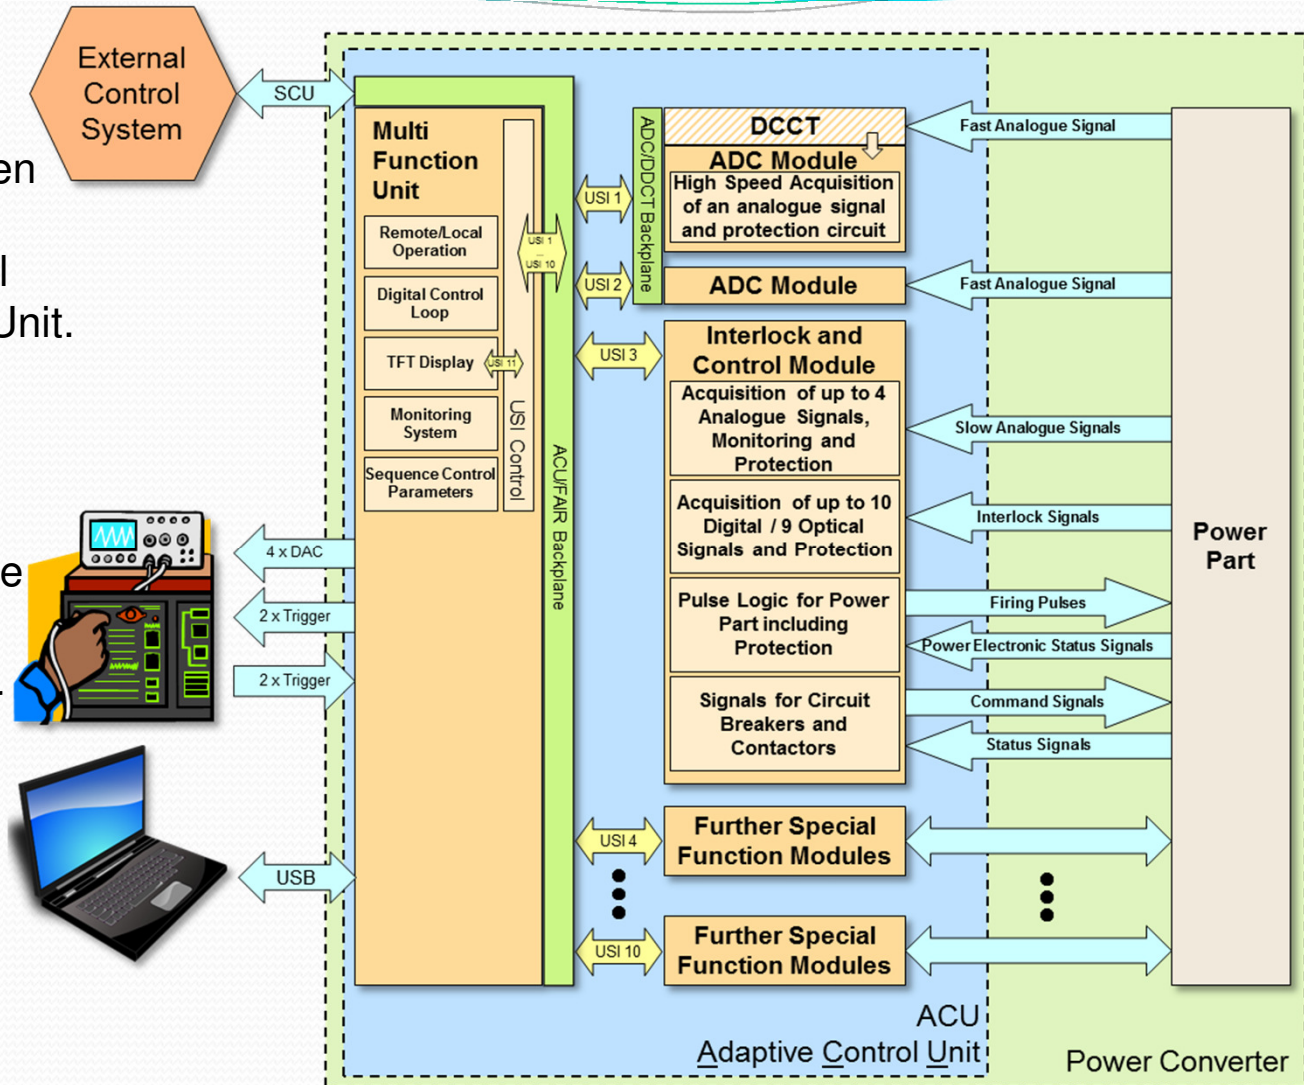 External
Control
System
SCU
en
l
Unit.
e
Multi
Function
Unit
Remote/Local
Operation
Digital Control
Loop
TFT Display
Monitoring
System
Sequence Control
Parameters
USI 1
...
USI 10
USI 11
USI Control
ACU/FAIR Backplane
4 x DAC
2 x Trigger
2 x Trigger
USB
USI 1
USI 2
USI 3
USI 4
USI 10
ADC/DDCT Backplane
DCCT
ADC Module
High Speed Acquisition
of an analogue signal
and protection circuit
ADC Module
Interlock and
Control Module
Acquisition of up to 4
Analogue Signals,
Monitoring and
Protection
Acquisition of up to 10
Digital / 9 Optical
Signals and Protection
Pulse Logic for Power
Part including
Protection
Signals for Circuit
Breakers and
Contactors
Further Special
Function Modules
Further Special
Function Modules
Fast Analogue Signal
Fast Analogue Signal
Slow Analogue Signals
Interlock Signals
Firing Pulses
Power Electronic Status Signals
Command Signals
Status Signals
Power
Part
ACU
Adaptive Control Unit
Power Converter